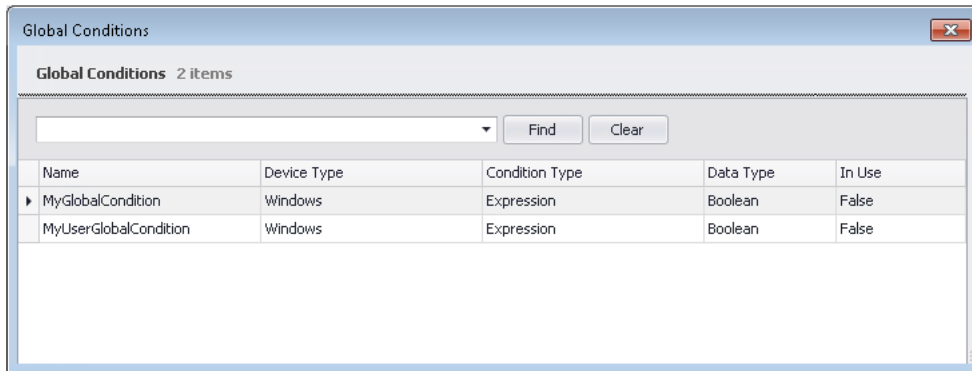 Global Conditions
Global Conditions 2 items
Find Clear
Name Device Type Condition Type Data Type In Use
MyGlobalCondition Windows Expression Boolean False
MyUserGlobalCondition Windows Expression Boolean False